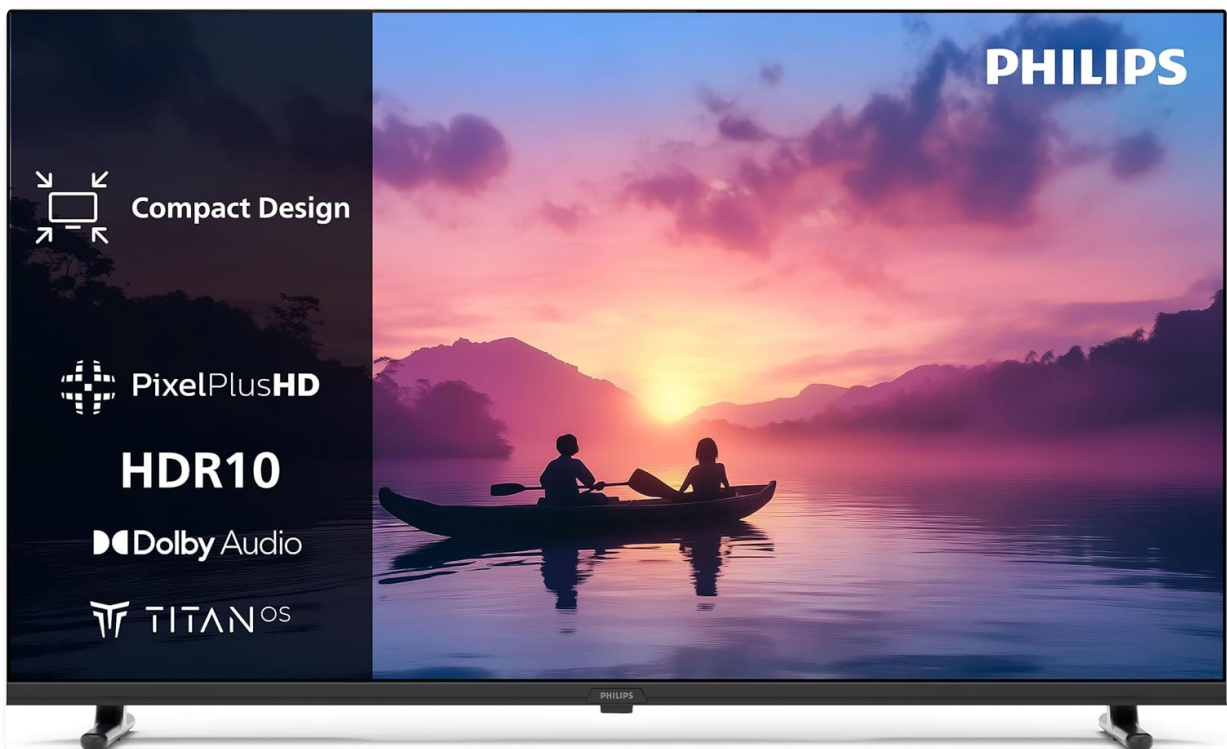 PHILIPS
Compact Design
PixelPlusHD
HDR10
Dolby Audio
TITAN OS
PHILIPS